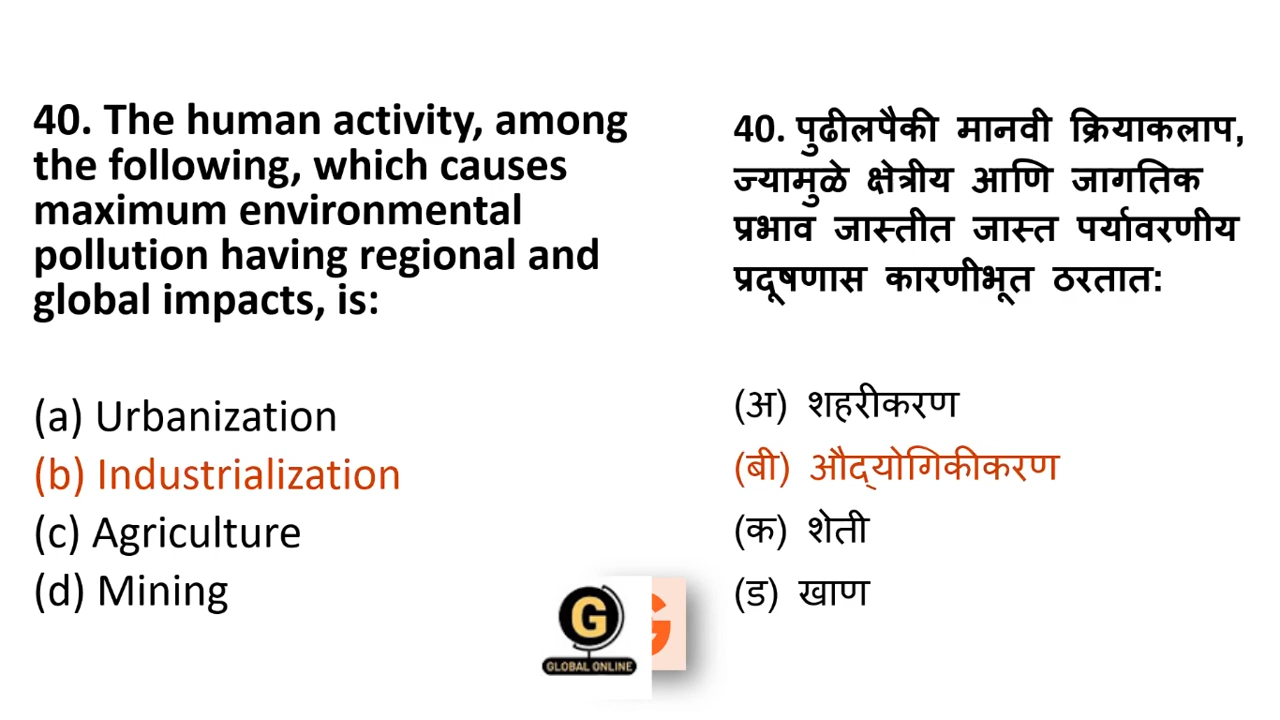 40. The human activity, among
the following, which causes
maximum environmental
pollution having regional and
global impacts, is:
(a) Urbanization
(b) Industrialization
(c) Agriculture
(d) Mining
40. पुढीलपैकी मानवी क्रियाकलाप,
ज्यामुळे क्षेत्रीय आणि जागतिक
प्रभाव जास्तीत जास्त पर्यावरणीय
प्रदूषणास कारणीभूत ठरतात:
(अ) शहरीकरण
(बी) औद्योगिकीकरण
(क) शेती
(ड) खाण
G
GLOBAL ONLINE
G